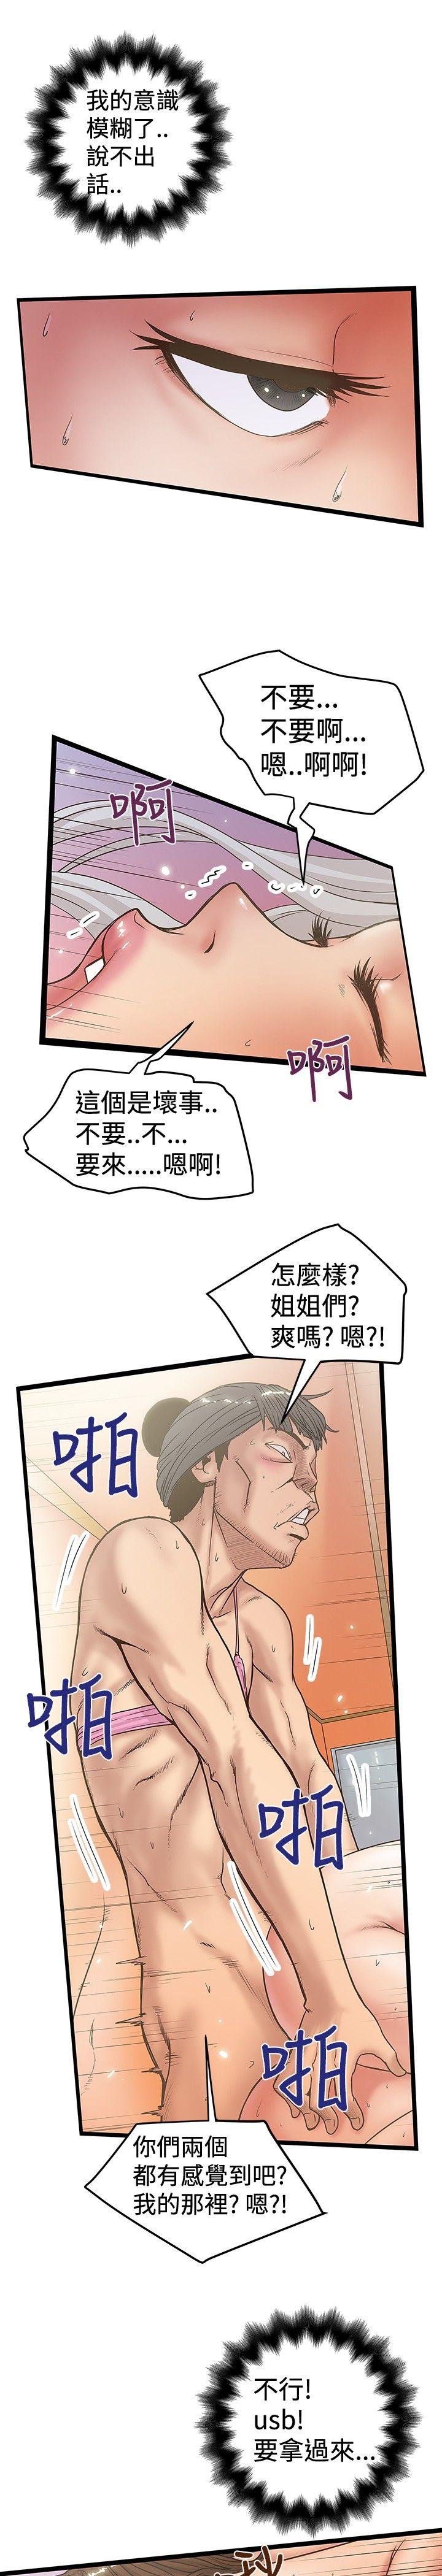 我的意識
模糊了..
說不出
話..
不要...
不要啊...
嗯..啊啊!
啊
啊
這個是壞事..
不要..不...
要來.....嗯啊!
怎麼樣?
姐姐們?
爽嗎? 嗯?!
啪
啪
啪
啪
你們兩個
都有感覺到吧?
我的那裡? 嗯?!
不行!
usb!
要拿過來...